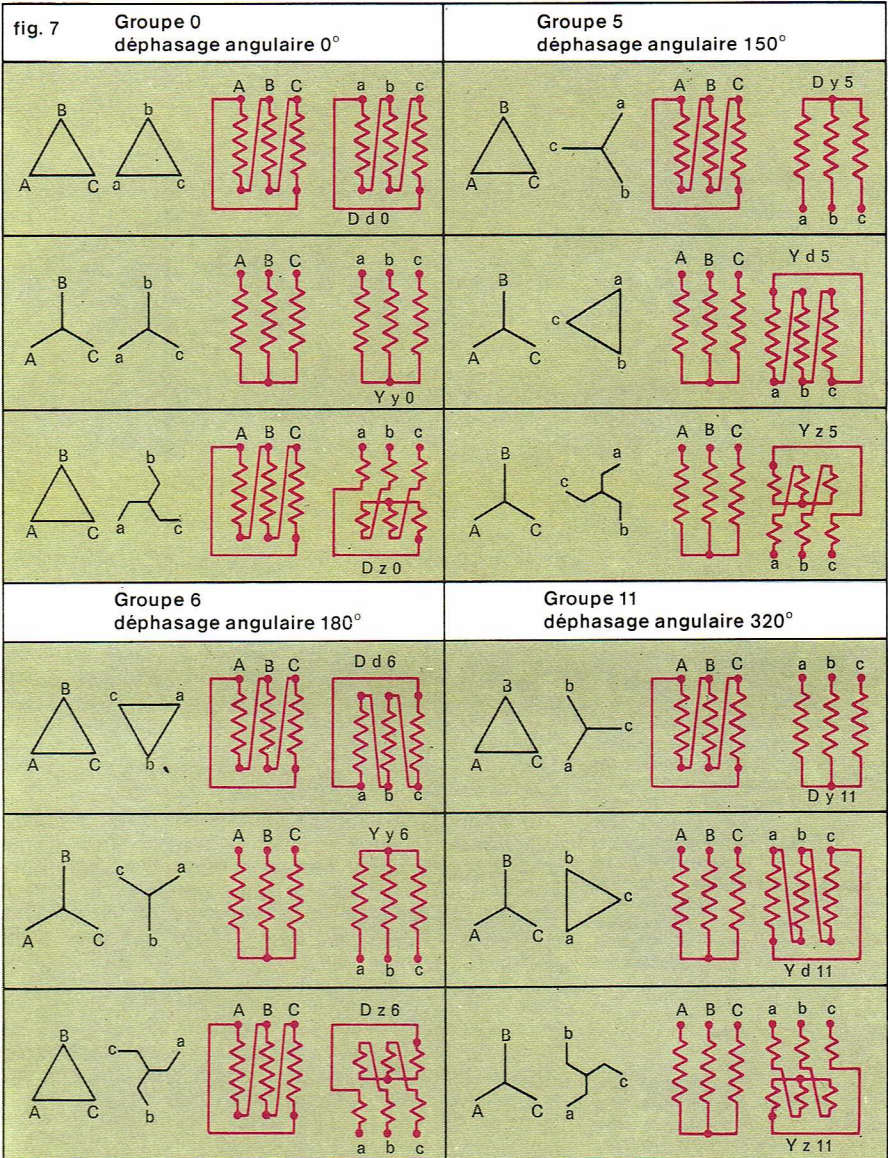 fig. 7
Groupe 0
déphasage angulaire 0°
Groupe 5
déphasage angulaire 150°
B
A C
b
a c
A B C
a b c
D d 0
B
A C
a
c
b
A B C
D y 5
a b c
B
A C
b
a c
A B C
a b c
Y y 0
B
A C
a
c
b
A B C
Y d 5
a b c
B
A C
b
a c
A B C
a b c
D z 0
B
A C
a
c
b
A B C
Y z 5
a b c
Groupe 6
déphasage angulaire 180°
Groupe 11
déphasage angulaire 320°
B
A C
c a
b
A B C
D d 6
a b c
B
A C
b
c
a
A B C
a b c
D y 11
B
A C
c a
b
A B C
Y y 6
a b c
B
A C
b
c
a
A B C
a b c
Y d 11
B
A C
c a
b
A B C
D z 6
a b c
B
A C
b
c
a
A B C
a b c
Y z 11